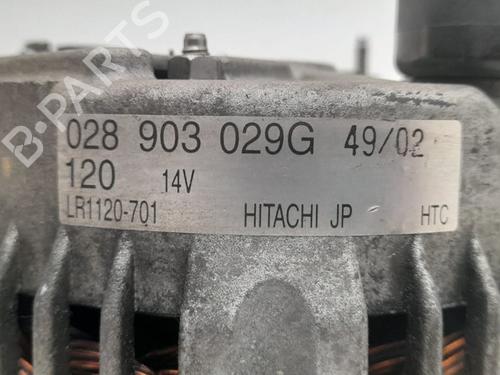 028 903 029G 49/02
120 14V
LR1120-701 HITACHI JP HTC
B-PARTS